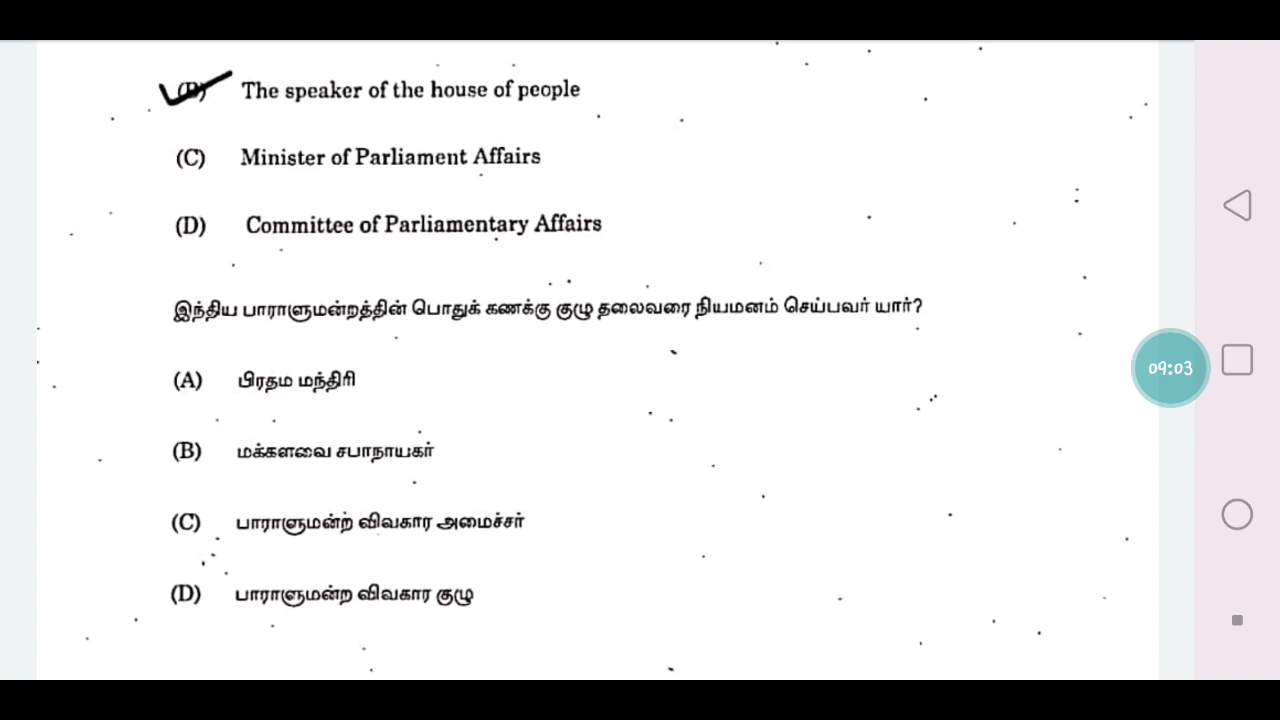 (B) The speaker of the house of people
(C) Minister of Parliament Affairs
(D) Committee of Parliamentary Affairs
இந்திய பாராளுமன்றத்தின் பொதுக் கணக்கு குழு தலைவரை நியமனம் செய்பவர் யார்?
(A) பிரதம மந்திரி
(B) மக்களவை சபாநாயகர்
(C) பாராளுமன்ற விவகார அமைச்சர்
(D) பாராளுமன்ற விவகார குழு
09:03